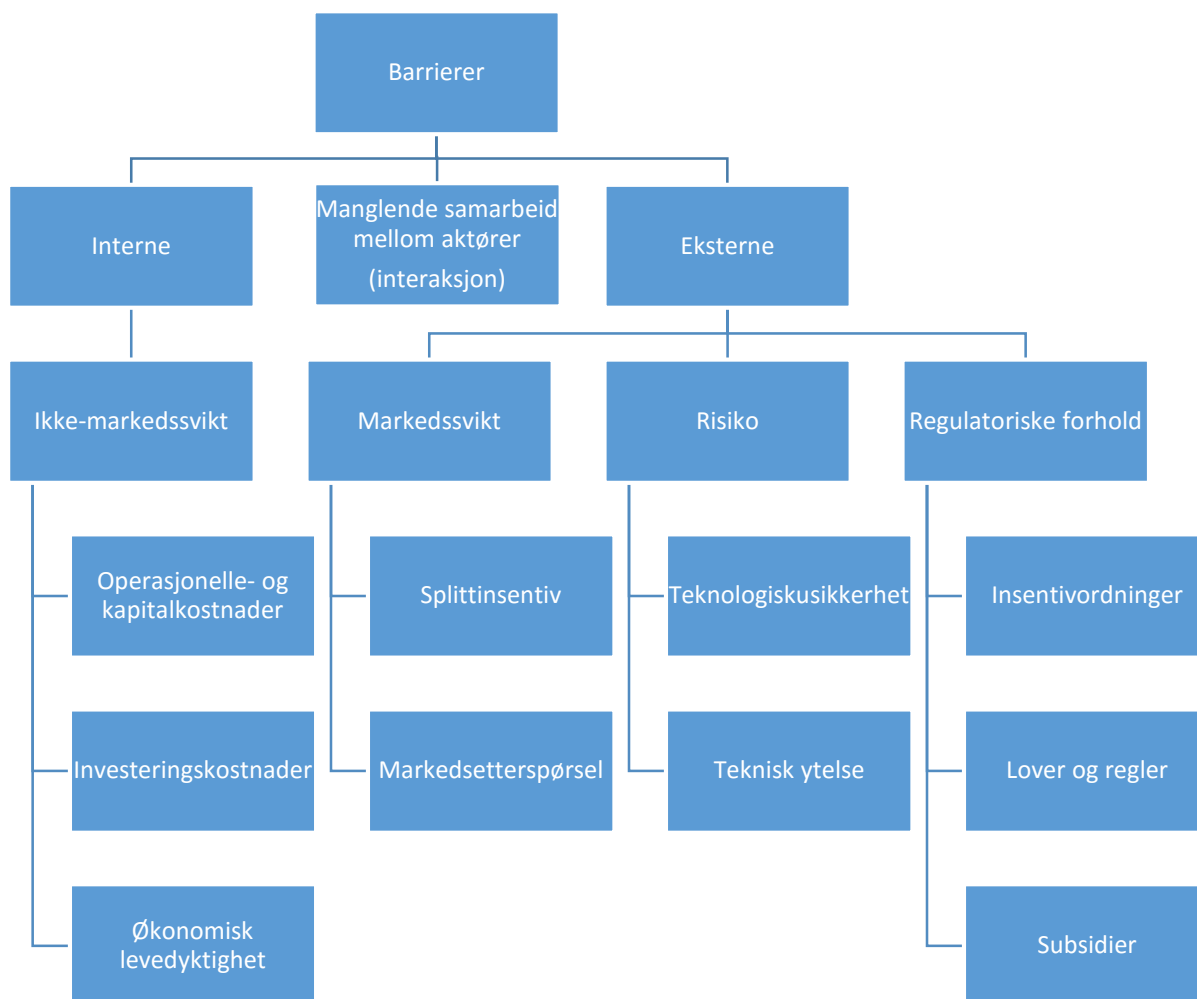 Barrierer
Interne
Manglende samarbeid
mellom aktører
(interaksjon)
Eksterne
Ikke-markedssvikt
Markedssvikt
Risiko
Regulatoriske forhold
Operasjonelle- og
kapitalkostnader
Splittinsentiv
Teknologiskusikkerhet
Insentivordninger
Investeringskostnader
Markedsetterspørsel
Teknisk ytelse
Lover og regler
Økonomisk
levedyktighet
Subsidier